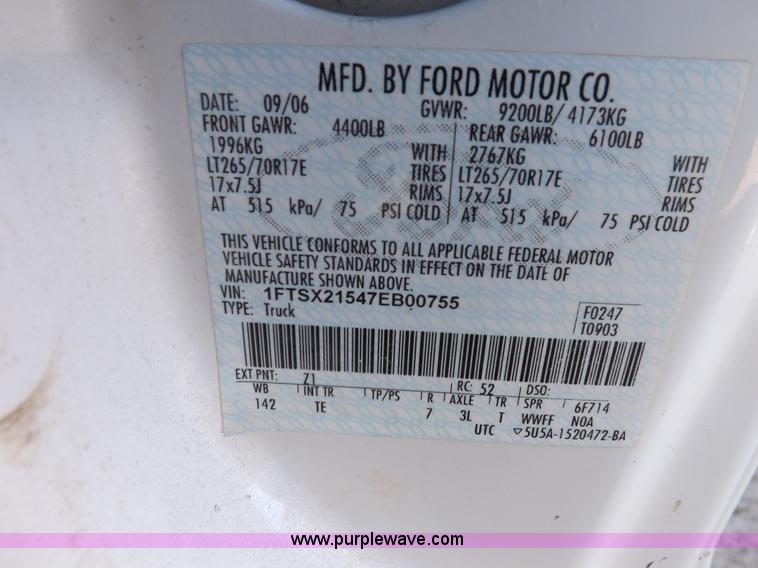 MFD. BY FORD MOTOR CO.
DATE: 09/06 GVWR: 9200LB/ 4173KG
FRONT GAWR: 4400LB REAR GAWR: 6100LB
1996KG WITH 2767KG WITH
LT265/70R17E TIRES LT265/70R17E TIRES
17x7.5J RIMS 17x7.5J RIMS
AT 515 kPa/ 75 PSI COLD AT 515 kPa/ 75 PSI COLD
THIS VEHICLE CONFORMS TO ALL APPLICABLE FEDERAL MOTOR
VEHICLE SAFETY STANDARDS IN EFFECT ON THE DATE OF
MANUFACTURE SHOWN ABOVE.
VIN: 1FTSX21547EB00755 F0247
TYPE: Truck T0903
EXT PNT: Z1 RC: 52 DSO:
WB INT TR TP/PS R AXLE TR SPR 6F714
142 TE 7 3L T WWFF NOA
UTC ▽5U5A-1520472-BA
www.purplewave.com